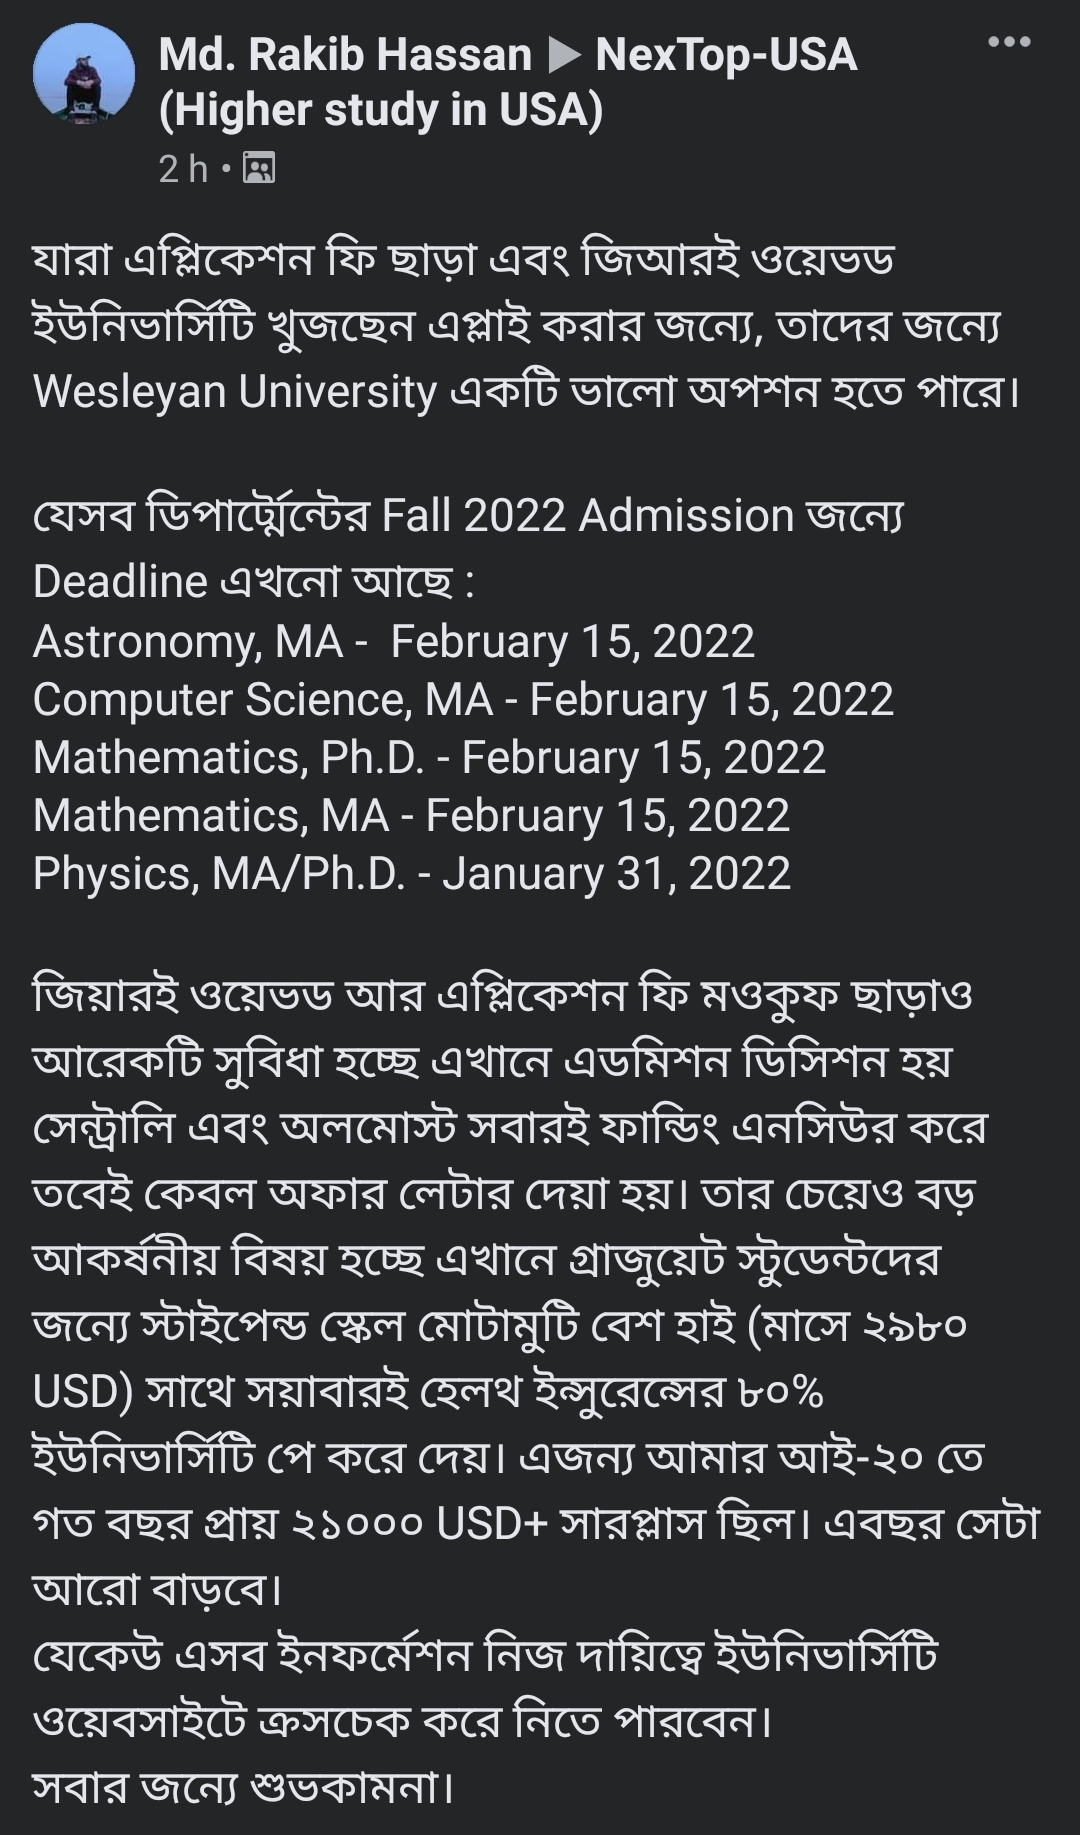 Md. Rakib Hassan ▶ NexTop-USA
(Higher study in USA)
2 h •
যারা এপ্লিকেশন ফি ছাড়া এবং জিআরই ওয়েভড
ইউনিভার্সিটি খুজছেন এপ্লাই করার জন্যে, তাদের জন্যে
Wesleyan University একটি ভালো অপশন হতে পারে।
যেসব ডিপার্ট্মেন্টের Fall 2022 Admission জন্যে
Deadline এখনো আছে :
Astronomy, MA - February 15, 2022
Computer Science, MA - February 15, 2022
Mathematics, Ph.D. - February 15, 2022
Mathematics, MA - February 15, 2022
Physics, MA/Ph.D. - January 31, 2022
জিয়ারই ওয়েভড আর এপ্লিকেশন ফি মওকুফ ছাড়াও
আরেকটি সুবিধা হচ্ছে এখানে এডমিশন ডিসিশন হয়
সেন্ট্রালি এবং অলমোস্ট সবারই ফান্ডিং এনসিউর করে
তবেই কেবল অফার লেটার দেয়া হয়। তার চেয়েও বড়
আকর্ষনীয় বিষয় হচ্ছে এখানে গ্রাজুয়েট স্টুডেন্টদের
জন্যে স্টাইপেন্ড স্কেল মোটামুটি বেশ হাই (মাসে ২৯৮০
USD) সাথে সয়াবারই হেলথ ইন্সুরেন্সের ৮০%
ইউনিভার্সিটি পে করে দেয়। এজন্য আমার আই-২০ তে
গত বছর প্রায় ২১০০০ USD+ সারপ্লাস ছিল। এবছর সেটা
আরো বাড়বে।
যেকেউ এসব ইনফর্মেশন নিজ দায়িত্বে ইউনিভার্সিটি
ওয়েবসাইটে ক্রসচেক করে নিতে পারবেন।
সবার জন্যে শুভকামনা।